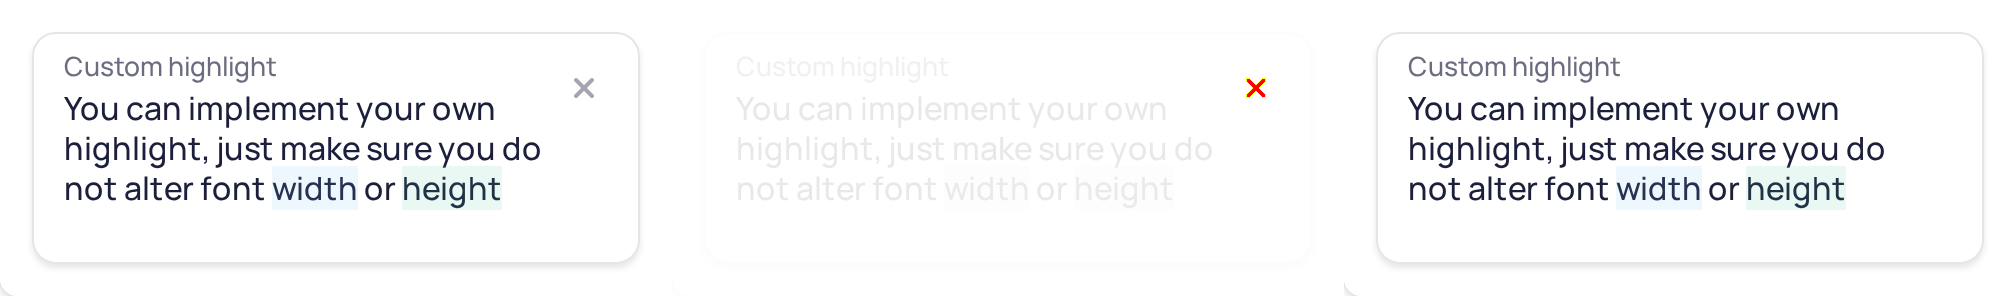 Custom highlight
You can implement your own
highlight, just make sure you do
not alter font width or height
Custom highlight
You can implement your own
highlight, just make sure you do
not alter font width or height
Custom highlight
You can implement your own
highlight, just make sure you do
not alter font width or height